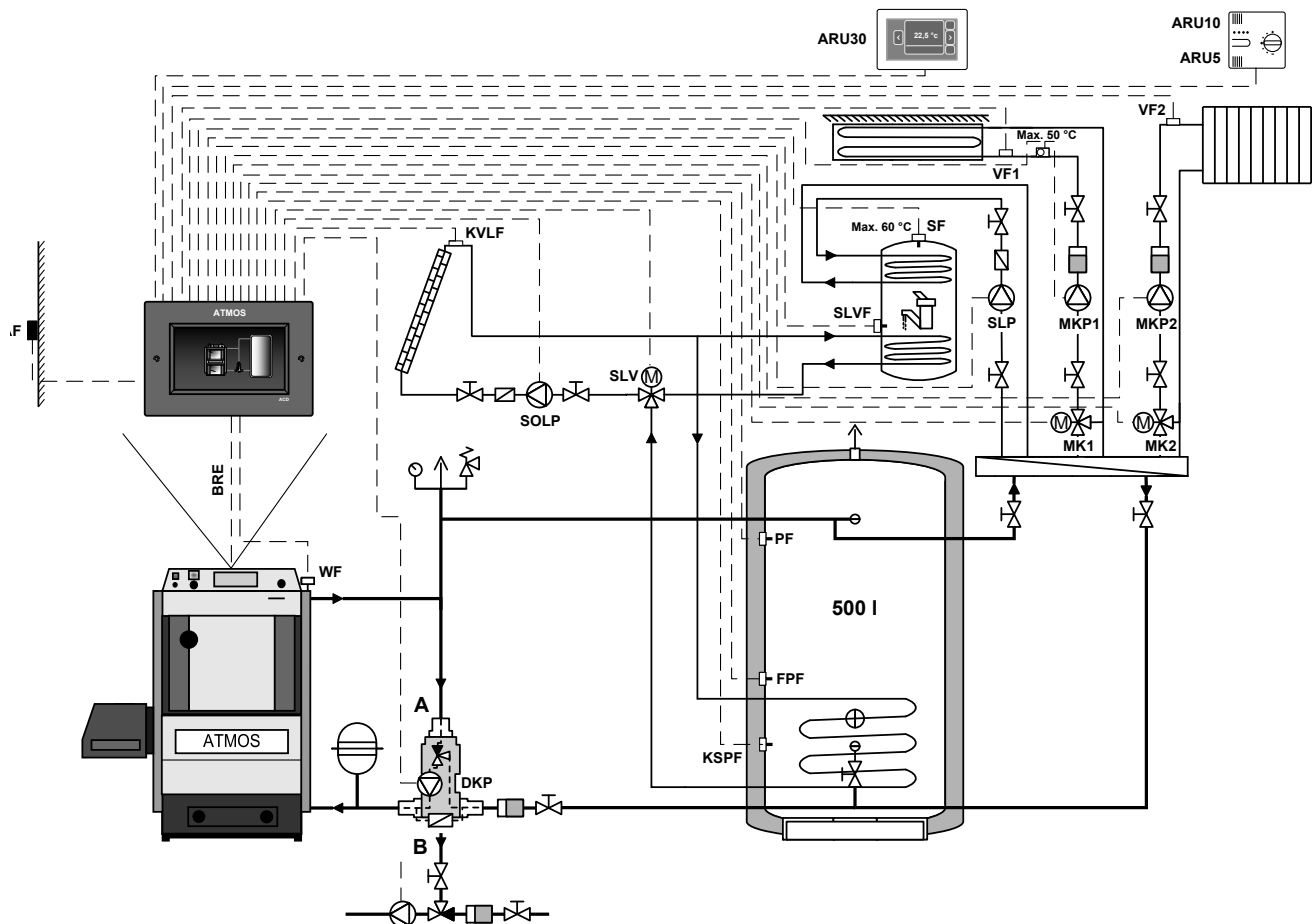 ARU30
22,5 °c
ARU10
ARU5
VF2
Max. 50 °C
VF1
Max. 60 °C
SF
KVLF
ATMOS
ACD
SLVF
SLP
MKP1
MKP2
SLV
M
SOLP
M
M
MK1
MK2
BRE
WF
PF
500 l
FPF
A
ATMOS
KSPF
DKP
B